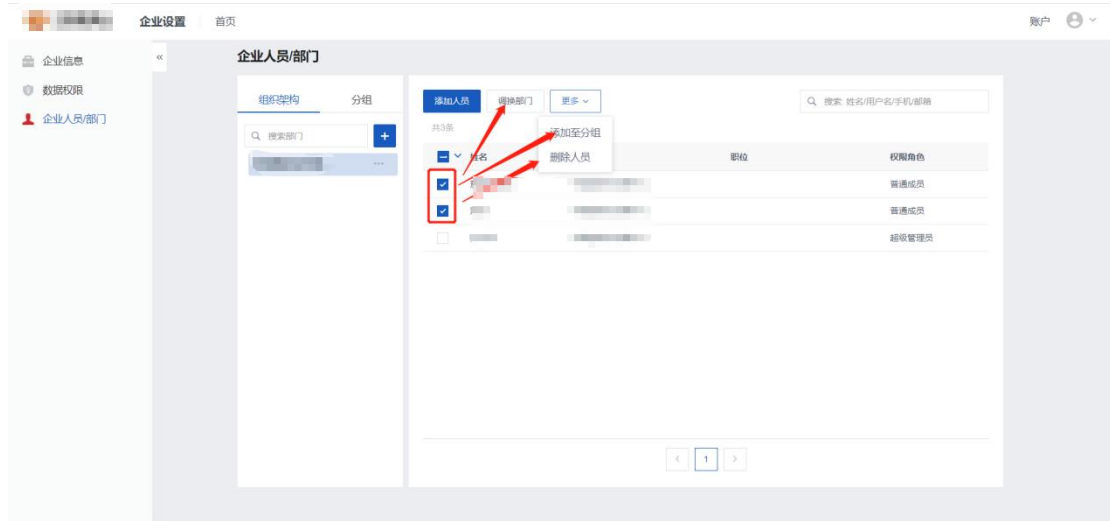 企业设置 首页 账户
企业信息
数据权限
企业人员/部门
«
企业人员/部门
组织架构 分组
搜索部门 +
...
添加人员 调换部门 更多
搜索 姓名/用户名/手机/邮箱
共3条
添加至分组
删除人员
姓名 职位 权限角色
普通成员
普通成员
超级管理员
< 1 >